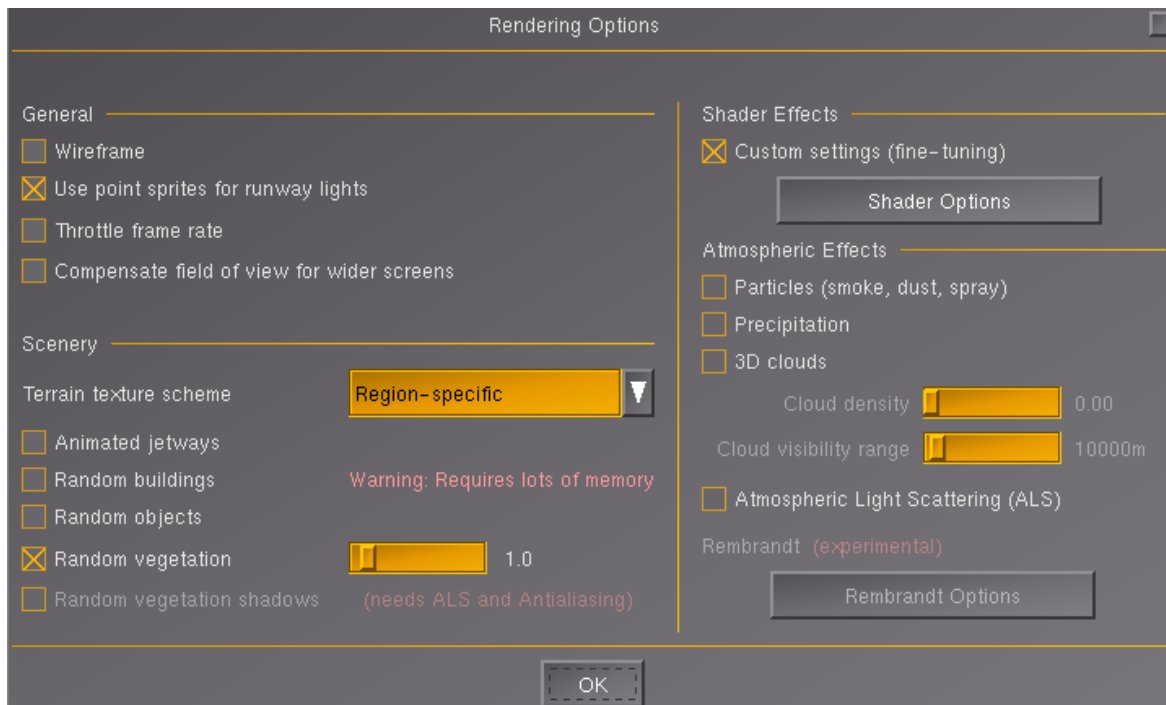 Rendering Options
General
Wireframe
Use point sprites for runway lights
Throttle frame rate
Compensate field of view for wider screens
Scenery
Terrain texture scheme Region-specific
Animated jetways
Random buildings Warning: Requires lots of memory
Random objects
Random vegetation 1.0
Random vegetation shadows (needs ALS and Antialiasing)
Shader Effects
Custom settings (fine-tuning)
Shader Options
Atmospheric Effects
Particles (smoke, dust, spray)
Precipitation
3D clouds
Cloud density 0.00
Cloud visibility range 10000m
Atmospheric Light Scattering (ALS)
Rembrandt (experimental)
Rembrandt Options
OK